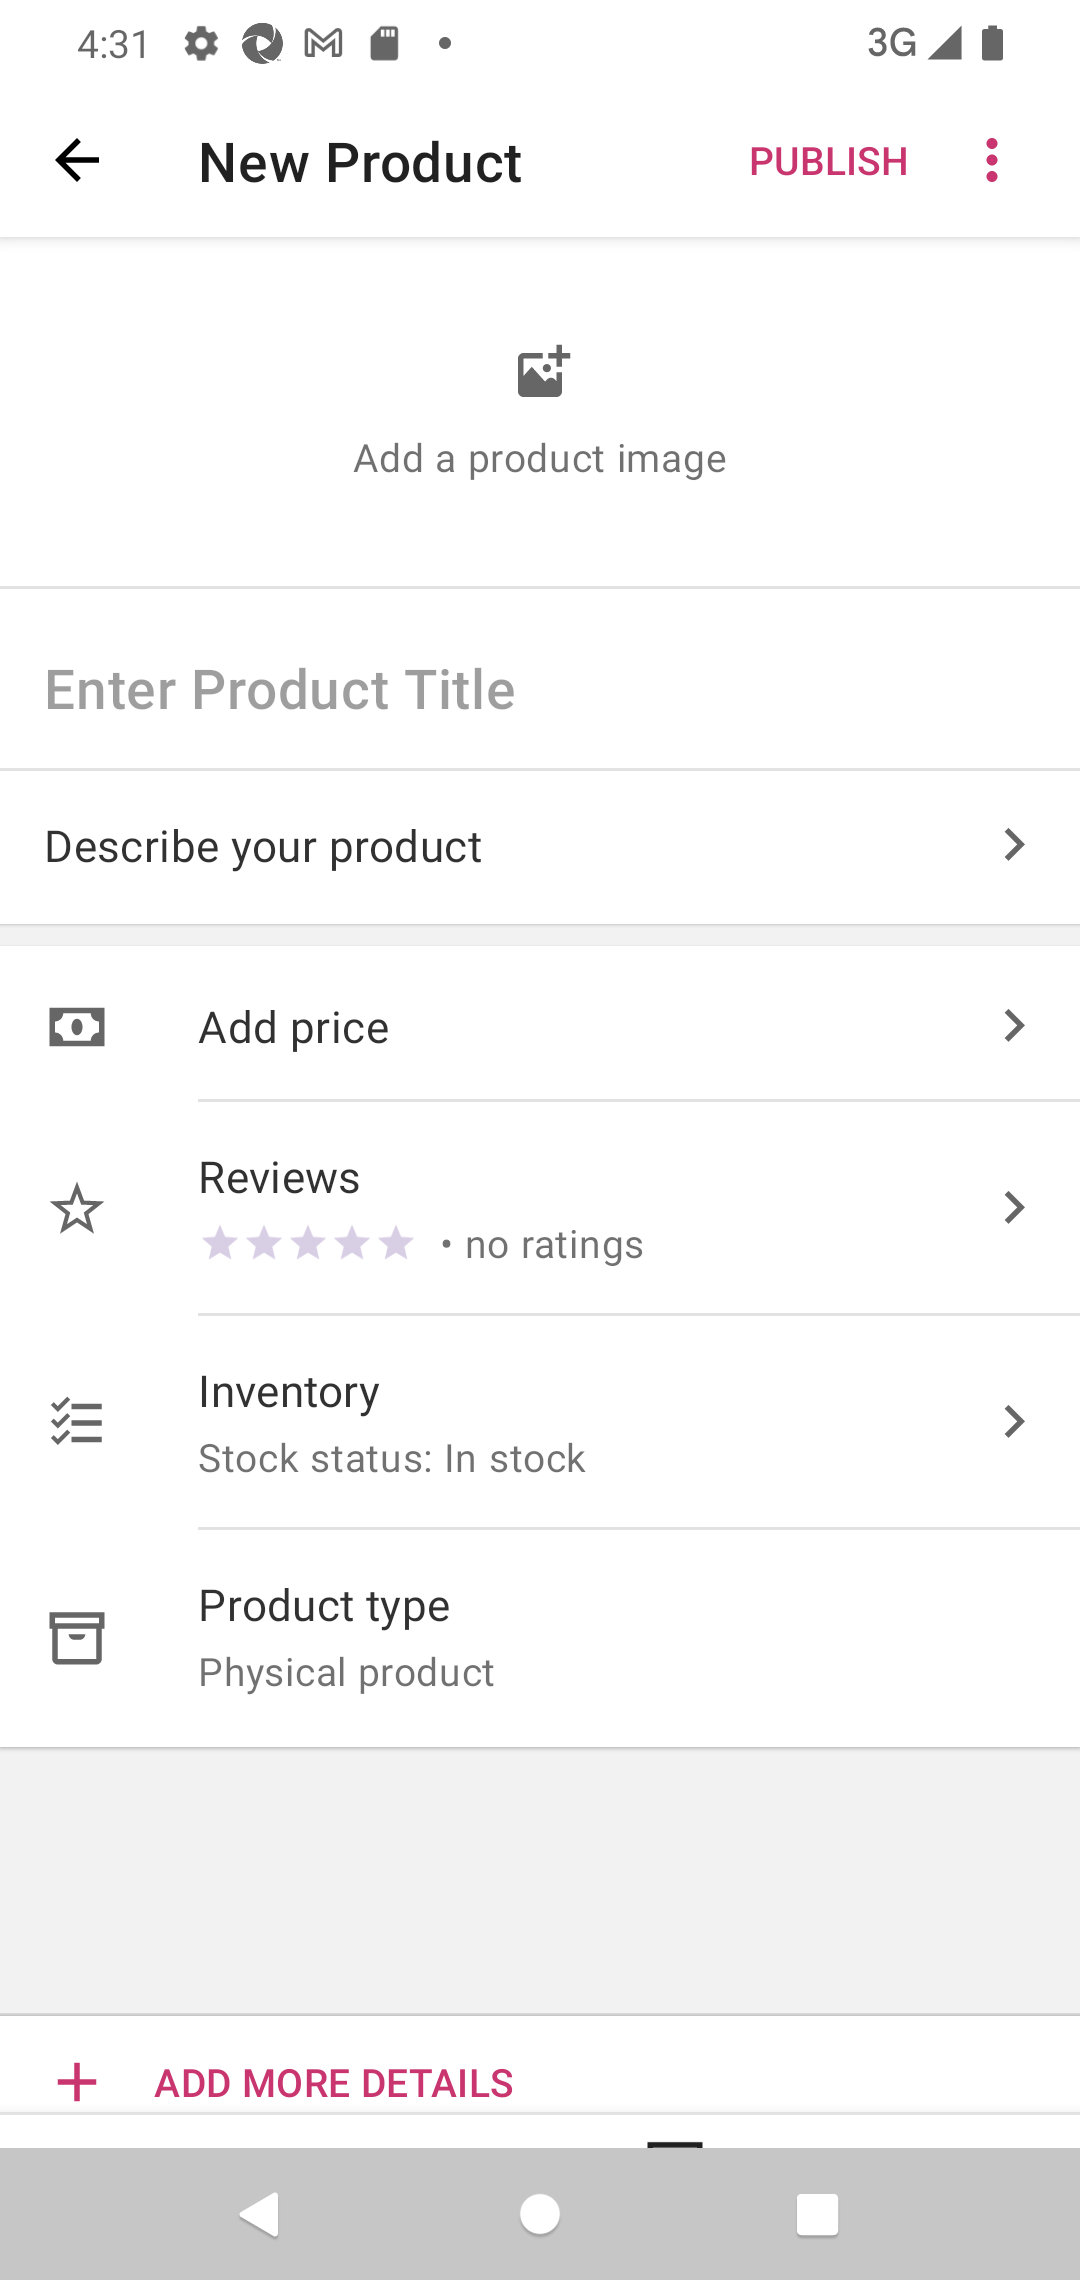 4:31
3G
New Product
PUBLISH
Add a product image
Enter Product Title
Describe your product
Add price
Reviews
• no ratings
Inventory
Stock status: In stock
Product type
Physical product
ADD MORE DETAILS